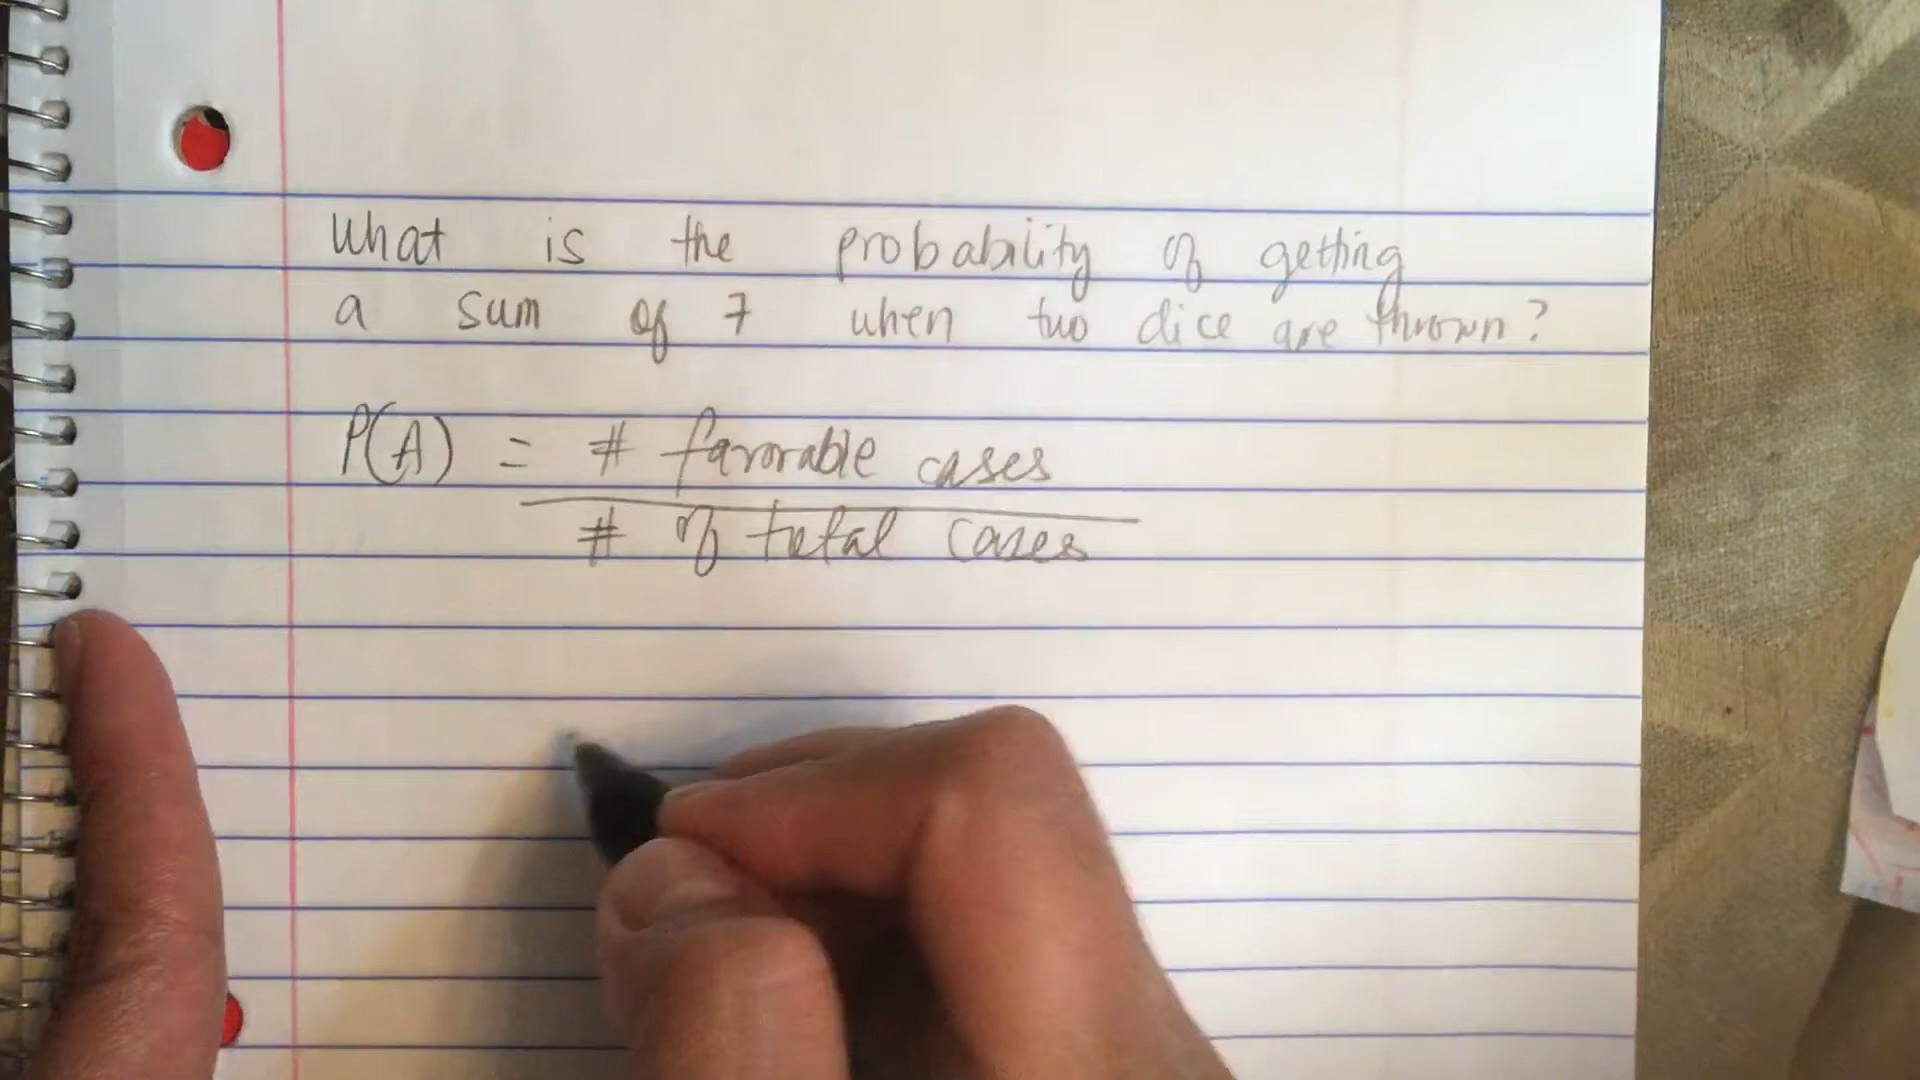 What is the probability of getting
a sum of 7 when two dice are thrown?
P(A) = # favorable cases
# of total cases